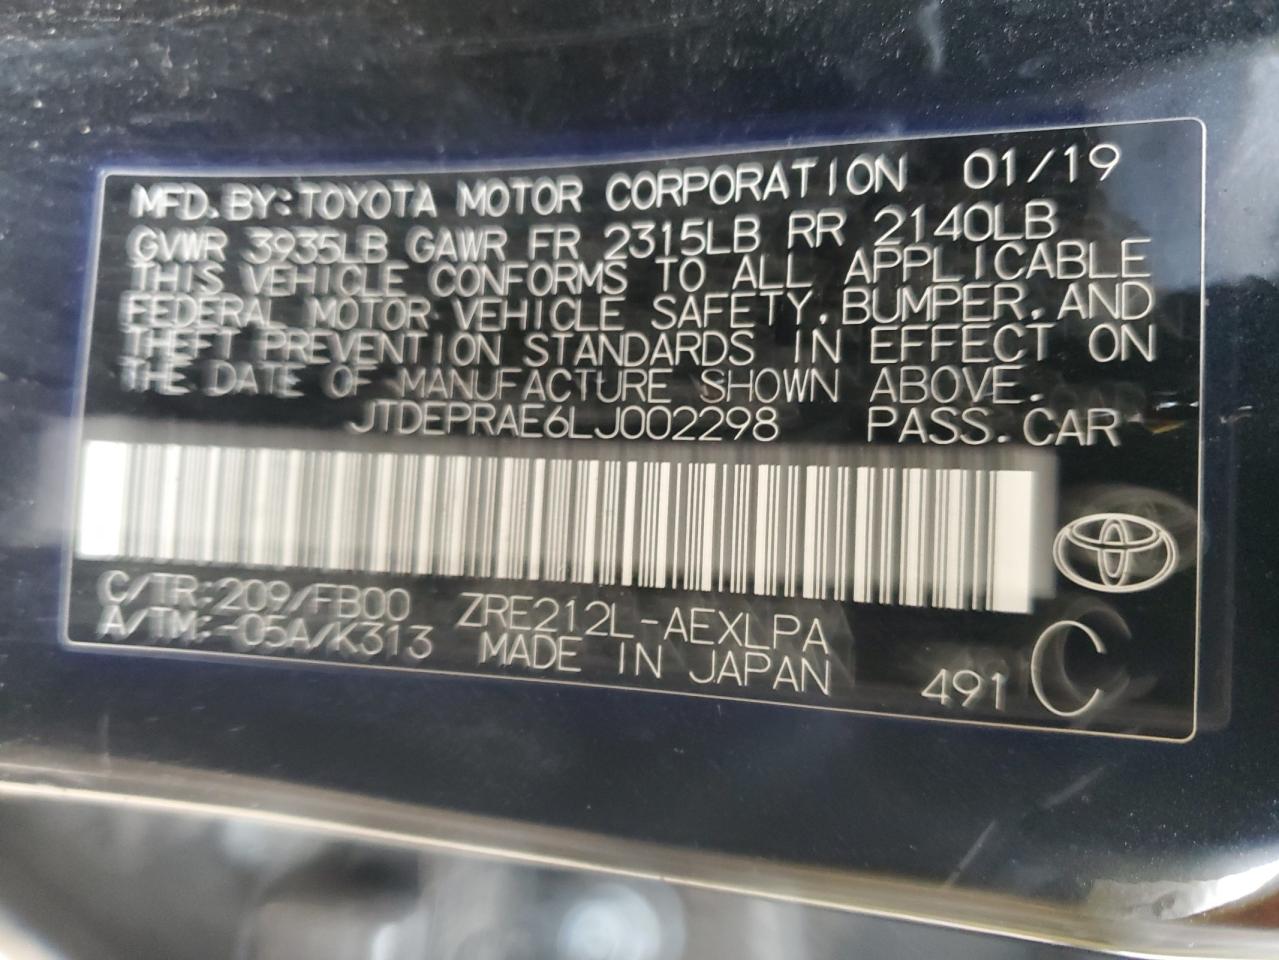 MFD. BY: TOYOTA MOTOR CORPORATION 01/19
GVWR 3935LB GAWR FR 2315LB RR 2140LB
THIS VEHICLE CONFORMS TO ALL APPLICABLE
FEDERAL MOTOR VEHICLE SAFETY, BUMPER, AND
THEFT PREVENTION STANDARDS IN EFFECT ON
THE DATE OF MANUFACTURE SHOWN ABOVE.
JTDEPRAE6LJ002298 PASS. CAR
C/TR: 209/FB00 ZRE212L-AEXLPA
A/TM: -05A/K313 MADE IN JAPAN 491 C